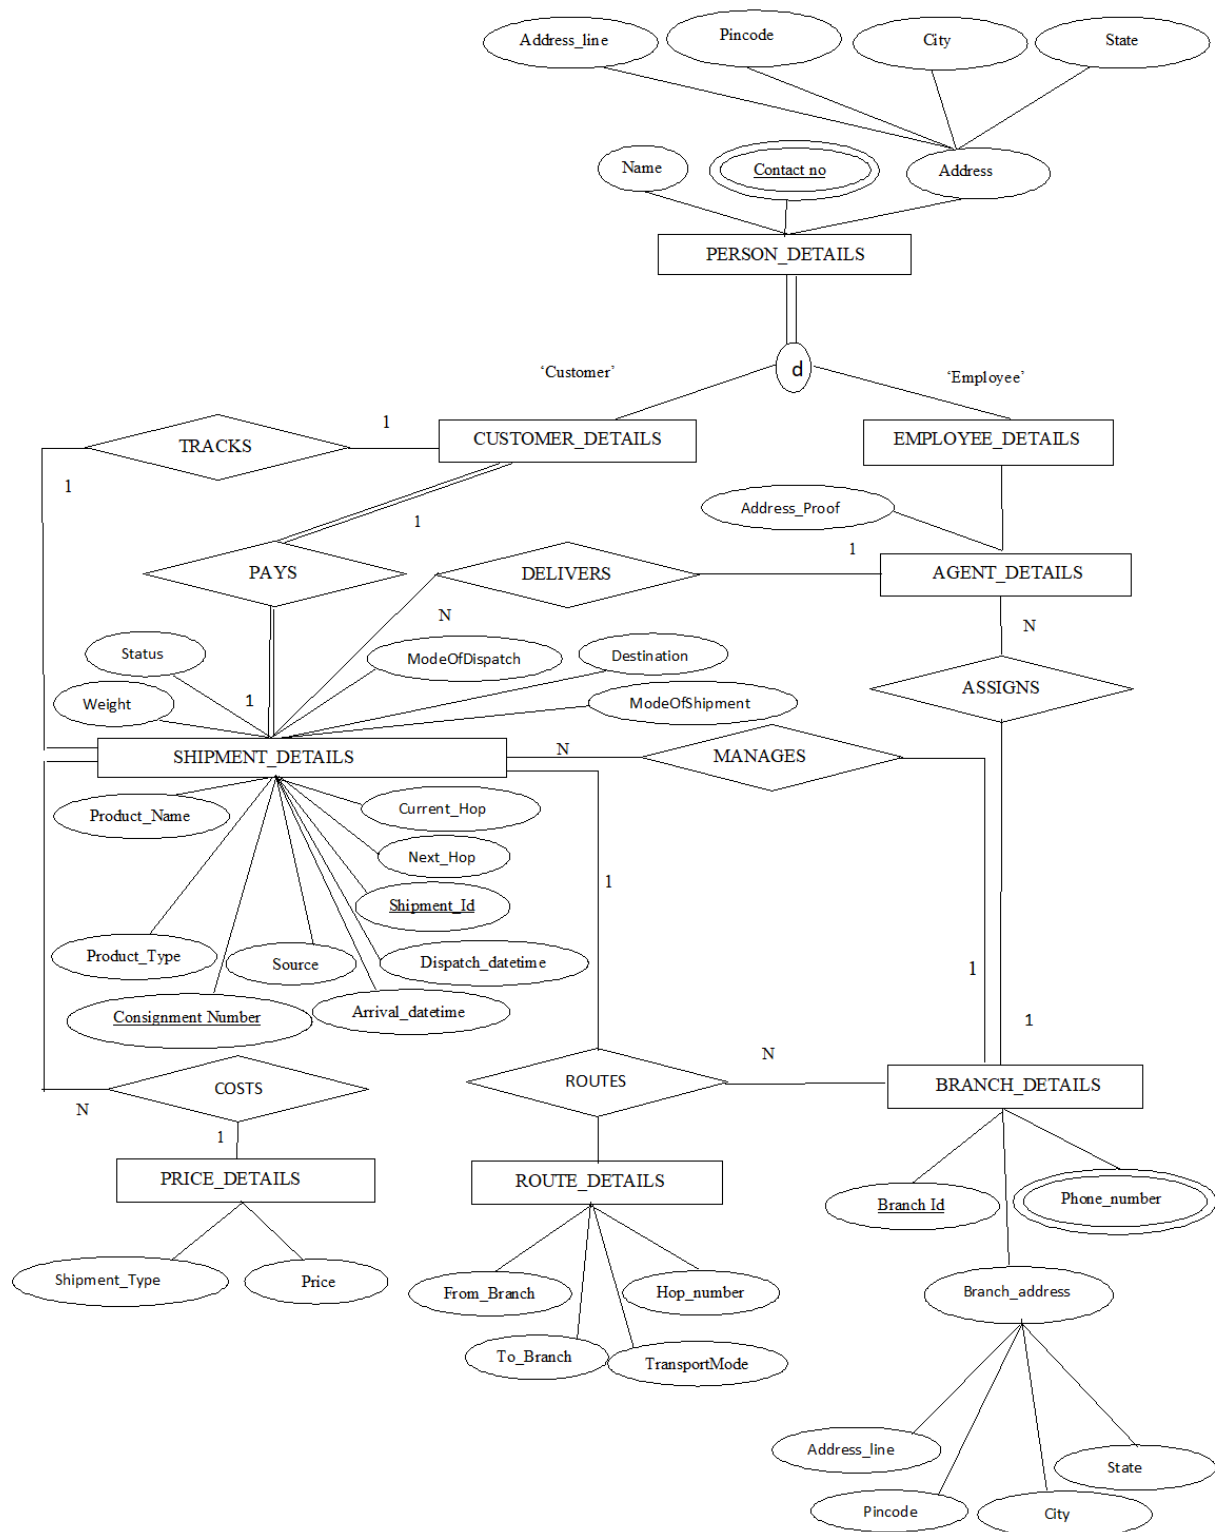 Address_line
Pincode
City
State
Name
Contact no
Address
PERSON_DETAILS
d
‘Customer’
‘Employee’
1
TRACKS
CUSTOMER_DETAILS
EMPLOYEE_DETAILS
1
Address_Proof
1
1
PAYS
DELIVERS
AGENT_DETAILS
N
N
Status
ModeOfDispatch
Destination
ASSIGNS
Weight
1
ModeOfShipment
SHIPMENT_DETAILS
N
MANAGES
Product_Name
Current_Hop
Next_Hop
1
Shipment_Id
Product_Type
Source
Dispatch_datetime
1
Consignment Number
Arrival_datetime
1
N
ROUTES
COSTS
BRANCH_DETAILS
N
1
PRICE_DETAILS
ROUTE_DETAILS
Branch Id
Phone_number
Shipment_Type
Price
From_Branch
Hop_number
Branch_address
To_Branch
TransportMode
Address_line
State
Pincode
City